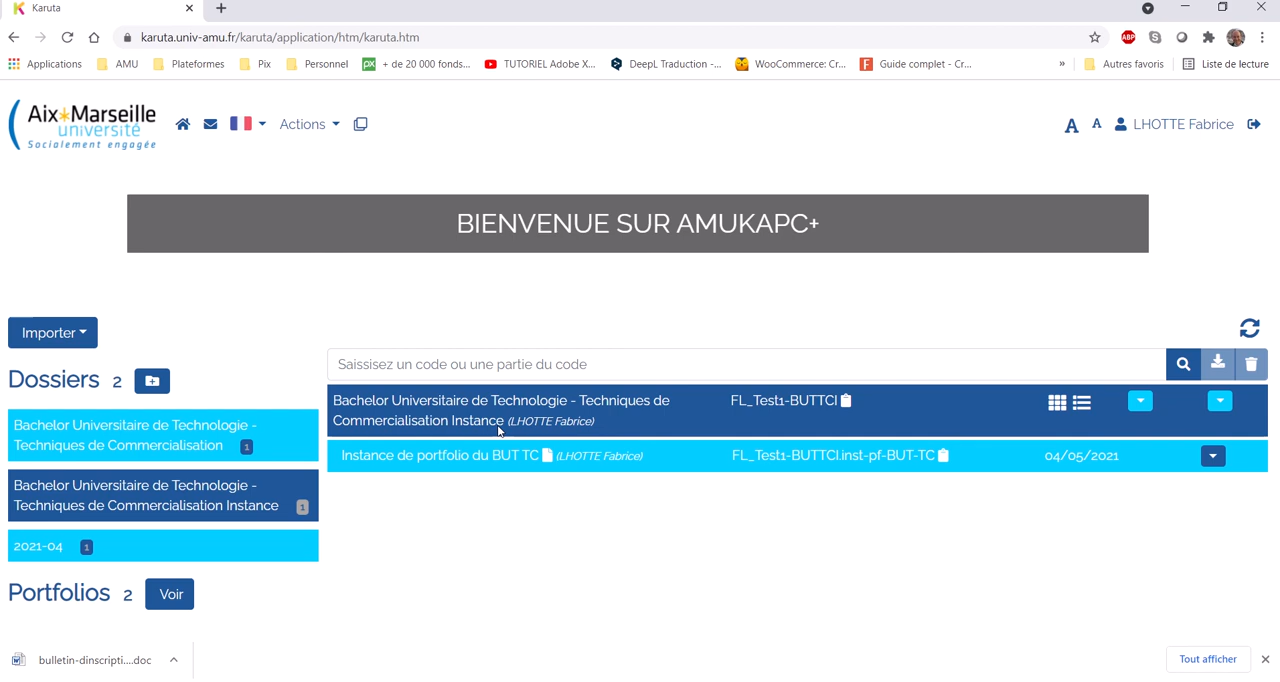 Karuta
karuta.univ-amu.fr/karuta/application/htm/karuta.htm
ABP
Applications AMU Plateformes Pix Personnel + de 20 000 fonds... TUTORIEL Adobe X... DeepL Traduction -... WooCommerce: Cr... Guide complet - Cr... » Autres favoris Liste de lecture
Aix*Marseille
université
Socialement engagée
Actions
A A LHOTTE Fabrice
BIENVENUE SUR AMUKAPC+
Importer
Dossiers 2
Bachelor Universitaire de Technologie -
Techniques de Commercialisation 1
Bachelor Universitaire de Technologie -
Techniques de Commercialisation Instance 1
2021-04 1
Portfolios 2 Voir
Saisissez un code ou une partie du code
Bachelor Universitaire de Technologie - Techniques de
Commercialisation Instance (LHOTTE Fabrice)
FL_Test1-BUTTCI
Instance de portfolio du BUT TC (LHOTTE Fabrice) FL_Test1-BUTTCI.inst-pf-BUT-TC 04/05/2021
bulletin-dinscripti....doc
Tout afficher